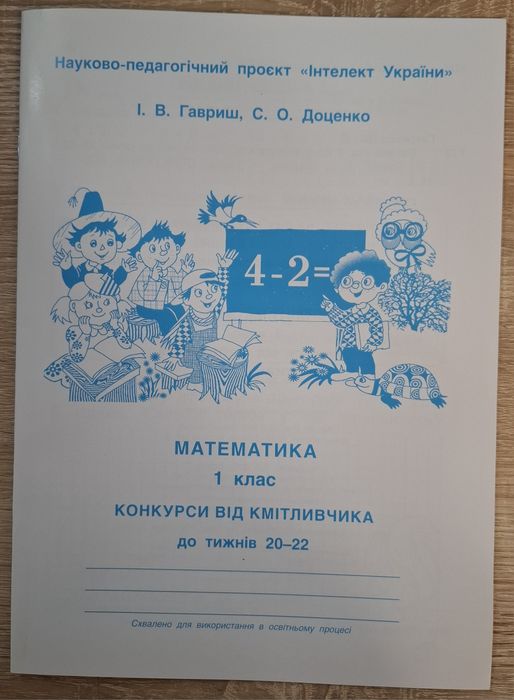 Науково-педагогічний проєкт «Інтелект України»
І. В. Гавриш, С. О. Доценко
4-2=
МАТЕМАТИКА
1 клас
КОНКУРСИ ВІД КМІТЛИВЧИКА
до тижнів 20–22
Схвалено для використання в освітньому процесі